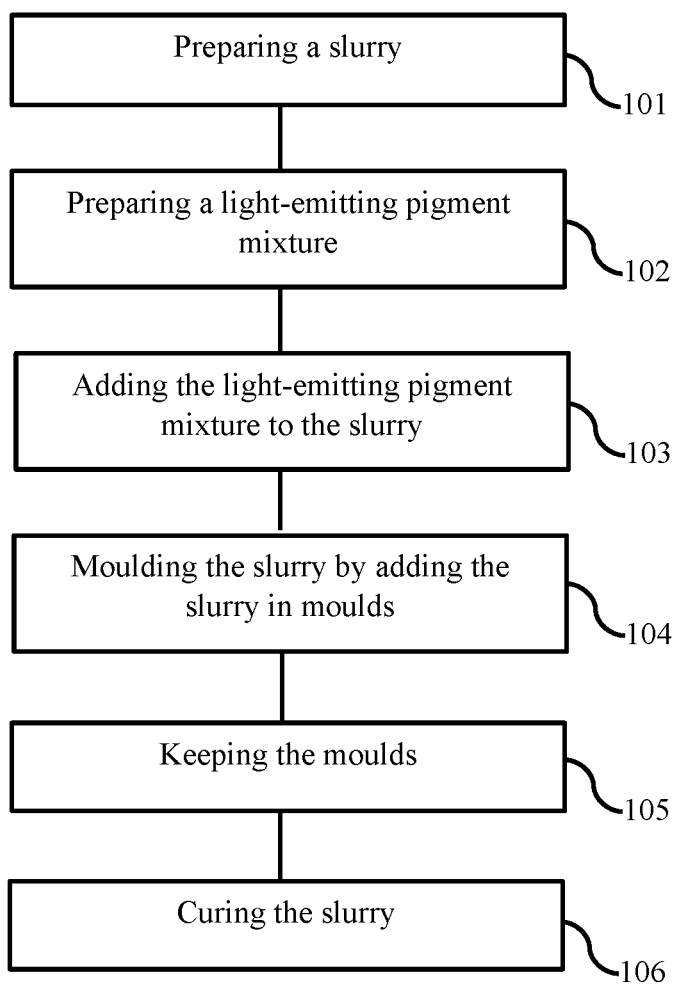 Preparing a slurry
101
Preparing a light-emitting pigment
mixture
102
Adding the light-emitting pigment
mixture to the slurry
103
Moulding the slurry by adding the
slurry in moulds
104
Keeping the moulds
105
Curing the slurry
106